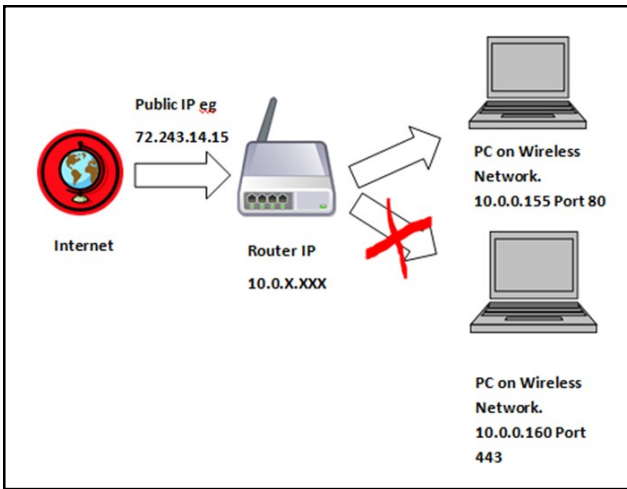 Public IP eg
72.243.14.15
Internet
Router IP
10.0.X.XXX
PC on Wireless
Network.
10.0.0.155 Port 80
PC on Wireless
Network.
10.0.0.160 Port
443